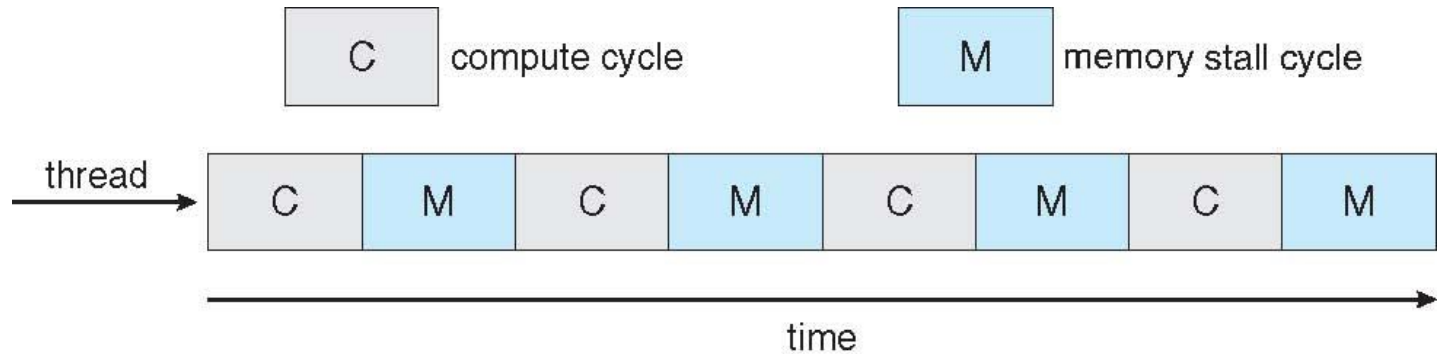 C compute cycle M memory stall cycle
thread
C M C M C M C M
time